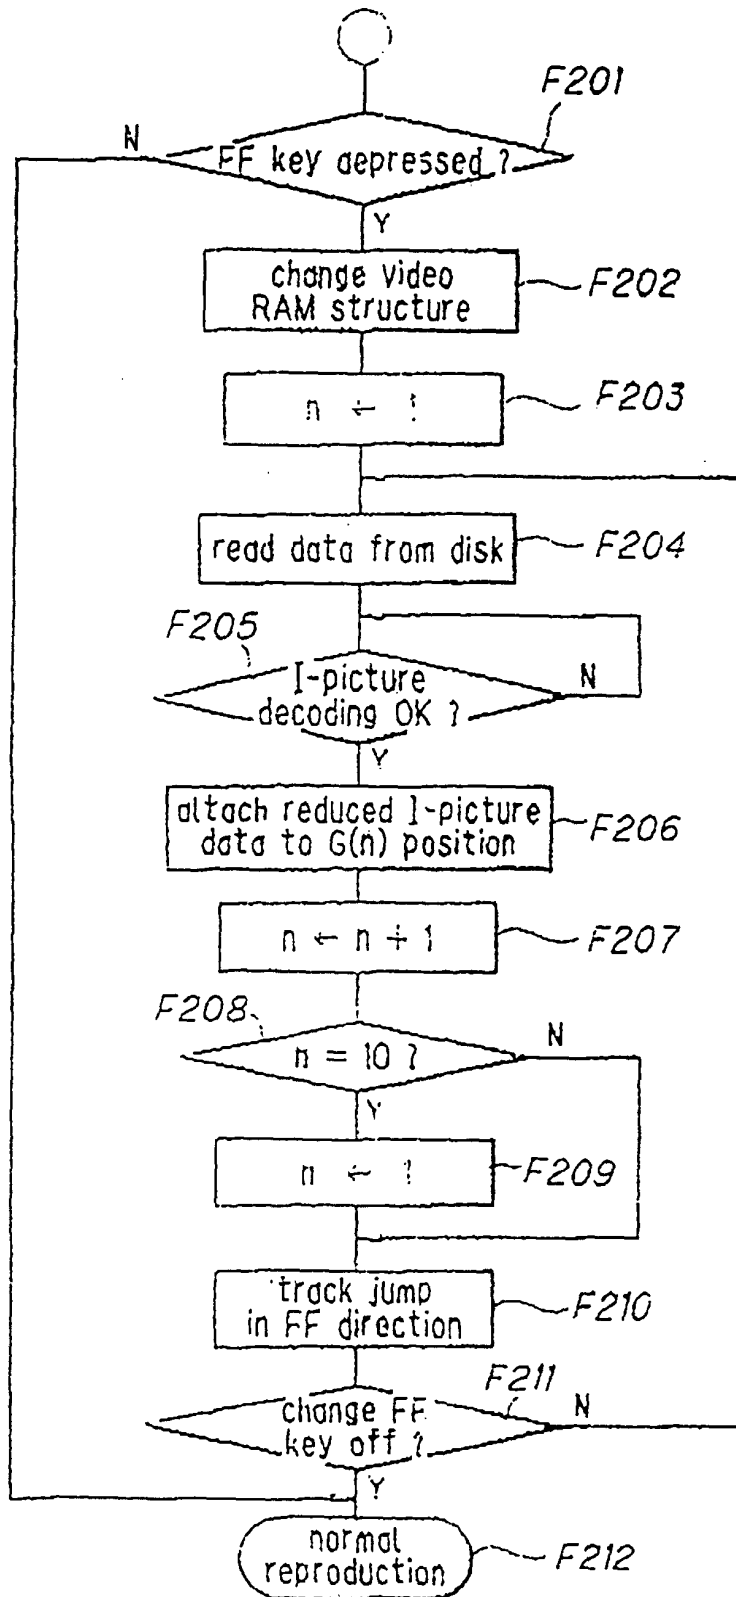 F201
N
FF key depressed ?
Y
change video
RAM structure
F202
n ← 1
F203
read data from disk
F204
F205
I-picture
decoding OK ?
N
Y
attach reduced I-picture
data to G(n) position
F206
n ← n + 1
F207
F208
n = 10 ?
N
Y
n ← 1
F209
track jump
in FF direction
F210
F211
change FF
key off ?
N
Y
normal
reproduction
F212